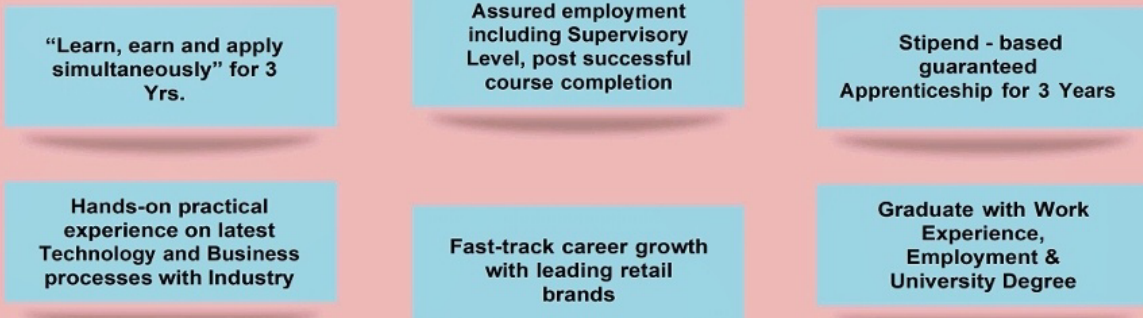 “Learn, earn and apply
simultaneously” for 3
Yrs.
Assured employment
including Supervisory
Level, post successful
course completion
Stipend - based
guaranteed
Apprenticeship for 3 Years
Hands-on practical
experience on latest
Technology and Business
processes with Industry
Fast-track career growth
with leading retail
brands
Graduate with Work
Experience,
Employment &
University Degree